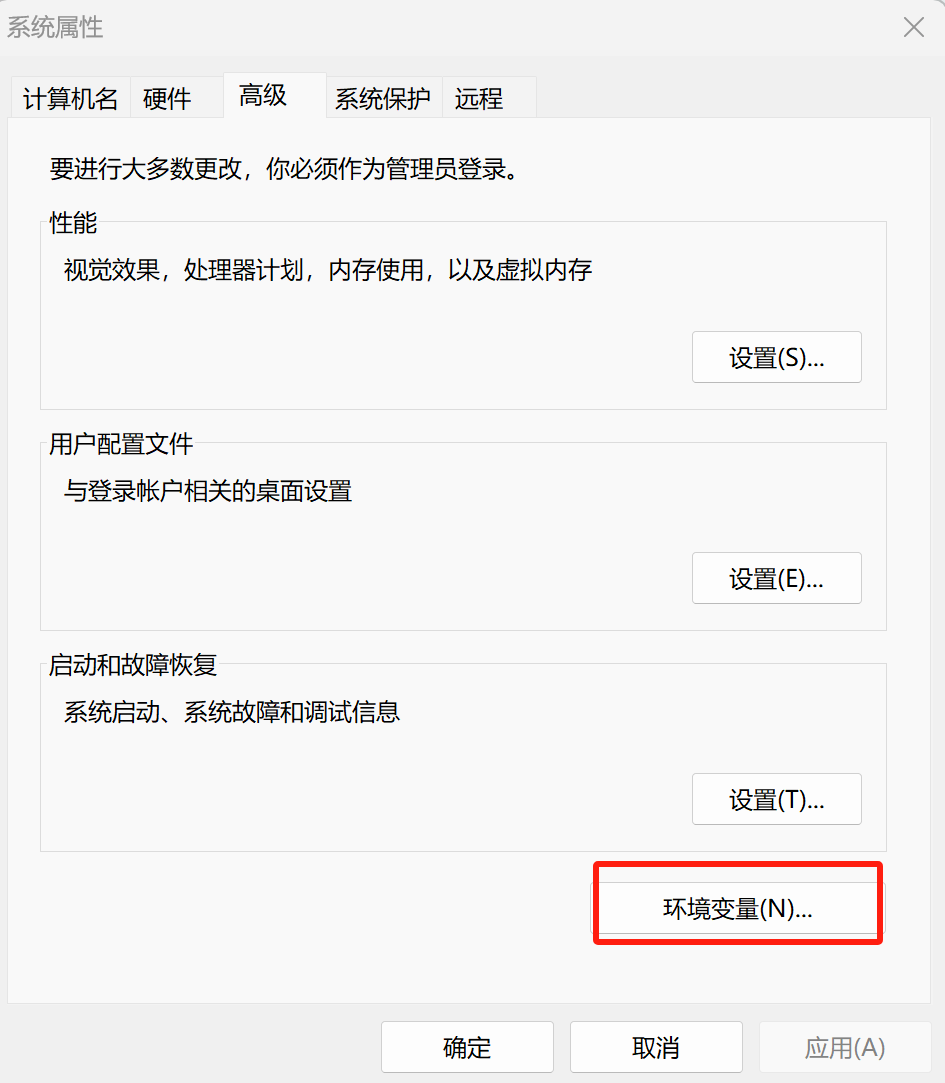 系统属性
计算机名 硬件 高级 系统保护 远程
要进行大多数更改，你必须作为管理员登录。
性能
视觉效果，处理器计划，内存使用，以及虚拟内存
设置(S)...
用户配置文件
与登录帐户相关的桌面设置
设置(E)...
启动和故障恢复
系统启动、系统故障和调试信息
设置(T)...
环境变量(N)...
确定 取消 应用(A)